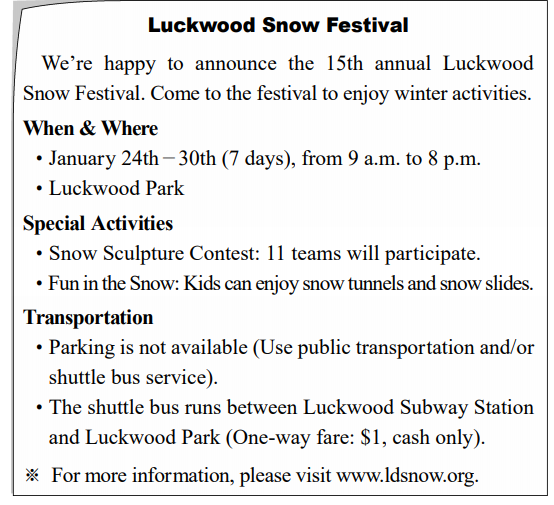 Luckwood Snow Festival
We're happy to announce the 15th annual Luckwood
Snow Festival. Come to the festival to enjoy winter activities.
When & Where
• January 24th－30th (7 days), from 9 a.m. to 8 p.m.
• Luckwood Park
Special Activities
• Snow Sculpture Contest: 11 teams will participate.
• Fun in the Snow: Kids can enjoy snow tunnels and snow slides.
Transportation
• Parking is not available (Use public transportation and/or
shuttle bus service).
• The shuttle bus runs between Luckwood Subway Station
and Luckwood Park (One-way fare: $1, cash only).
※ For more information, please visit www.ldsnow.org.